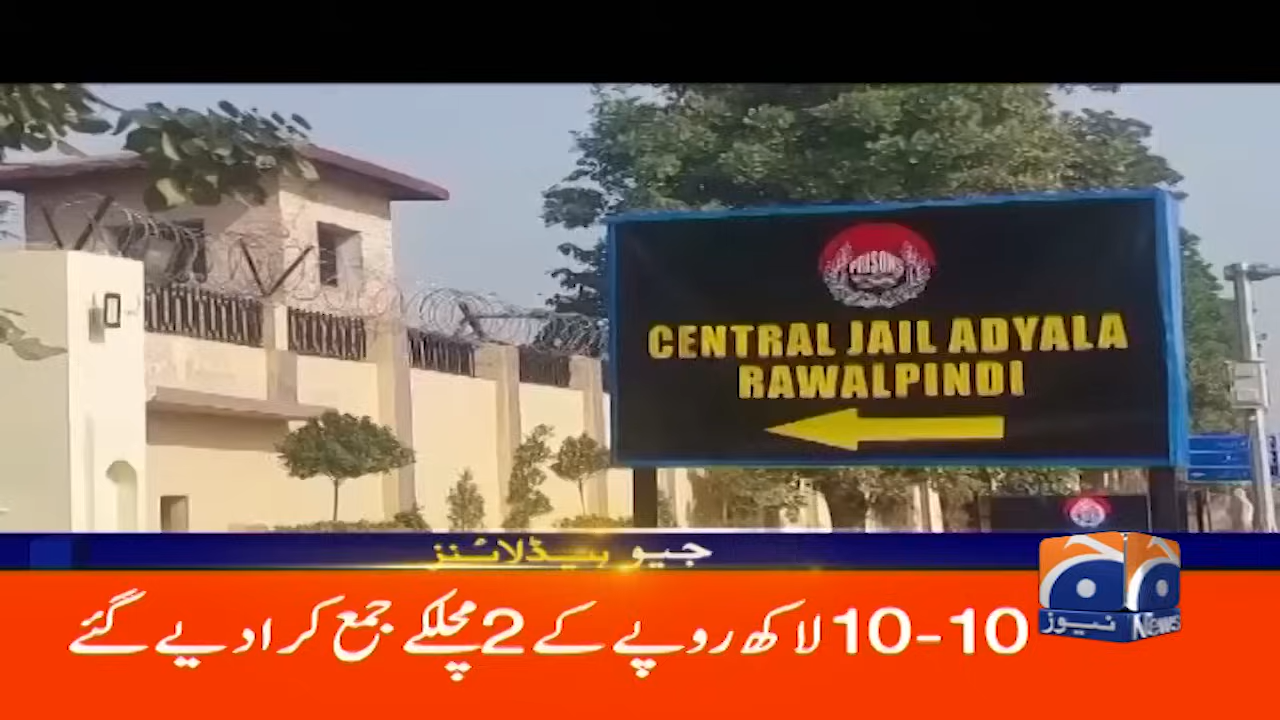 PRISONS
CENTRAL JAIL ADYALA
RAWALPINDI
جیو ہیڈلائنز
10-10 لاکھ روپے کے 2 مچلکے جمع کرا دیے گئے
جیو نیوز News